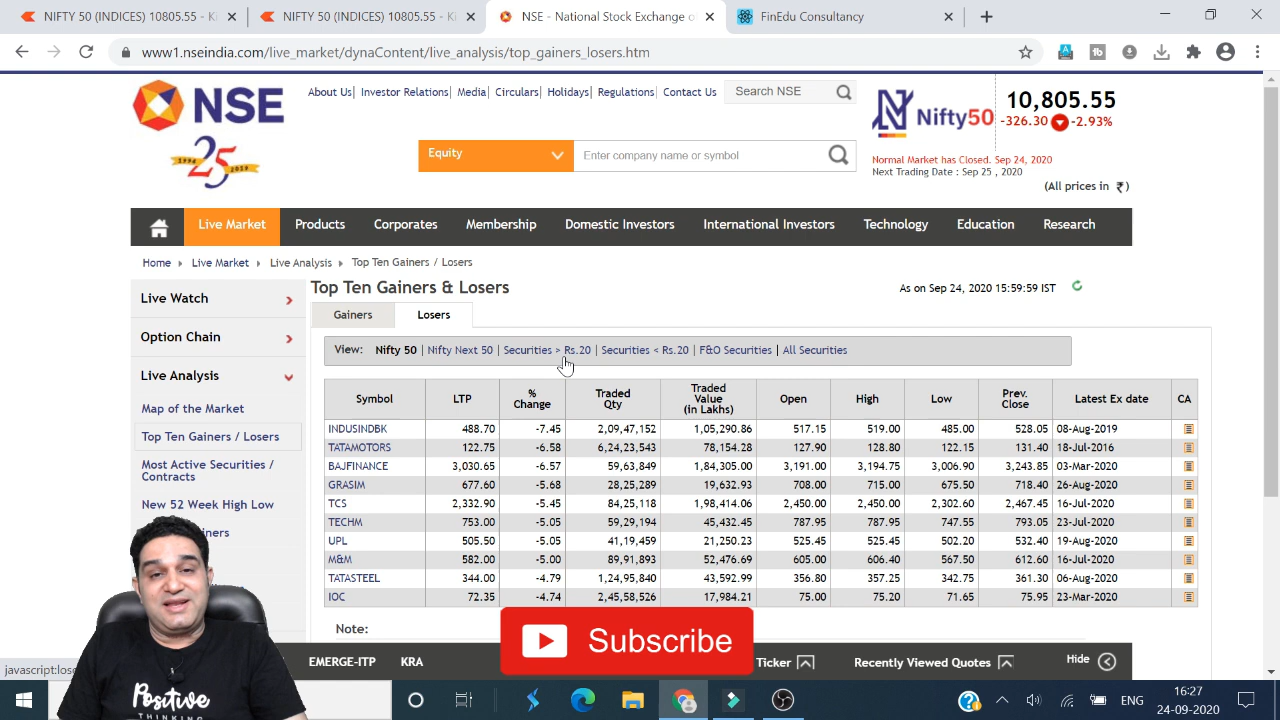 NIFTY 50 (INDICES) 10805.55 - Ki
NIFTY 50 (INDICES) 10805.55 - Ki
NSE - National Stock Exchange o
FinEdu Consultancy
www1.nseindia.com/live_market/dynaContent/live_analysis/top_gainers_losers.htm
NSE
25
About Us| Investor Relations| Media| Circulars| Holidays| Regulations| Contact Us
Search NSE
Equity
Enter company name or symbol
Nifty50
10,805.55
-326.30 -2.93%
Normal Market has Closed. Sep 24, 2020
Next Trading Date : Sep 25 , 2020
(All prices in ₹)
Live Market Products Corporates Membership Domestic Investors International Investors Technology Education Research
Home Live Market Live Analysis Top Ten Gainers / Losers
Live Watch
Option Chain
Live Analysis
Map of the Market
Top Ten Gainers / Losers
Most Active Securities /
Contracts
New 52 Week High Low
Top Ten Gainers & Losers
As on Sep 24, 2020 15:59:59 IST
Gainers Losers
View: Nifty 50 | Nifty Next 50 | Securities > Rs.20 | Securities < Rs.20 | F&O Securities | All Securities
Symbol LTP % Change Traded Qty Traded Value (in Lakhs) Open High Low Prev. Close Latest Ex date CA
INDUSINDBK 488.70 -7.45 2,09,47,152 1,05,290.86 517.15 519.00 485.00 528.05 08-Aug-2019
TATAMOTORS 122.75 -6.58 6,24,23,543 78,154.28 127.90 128.80 122.15 131.40 18-Jul-2016
BAJFINANCE 3,030.65 -6.57 59,63,849 1,84,305.00 3,191.00 3,194.75 3,006.90 3,243.85 03-Mar-2020
GRASIM 677.60 -5.68 28,25,289 19,632.93 708.00 715.00 675.50 718.40 26-Aug-2020
TCS 2,332.90 -5.45 84,25,118 1,98,414.06 2,450.00 2,450.00 2,302.60 2,467.45 16-Jul-2020
TECHM 753.00 -5.05 59,29,194 45,432.45 787.95 787.95 747.55 793.05 23-Jul-2020
UPL 505.50 -5.05 41,19,459 21,250.23 525.45 525.45 502.20 532.40 19-Aug-2020
M&M 582.00 -5.00 89,91,893 52,476.69 605.00 606.40 567.50 612.60 16-Jul-2020
TATASTEEL 344.00 -4.79 1,24,95,840 43,592.99 356.80 357.25 342.75 361.30 06-Aug-2020
IOC 72.35 -4.74 2,45,58,526 17,984.21 75.00 75.20 71.65 75.95 23-Mar-2020
Note:
Subscribe
EMERGE-ITP KRA Ticker Recently Viewed Quotes Hide
Positive
THINKING
ENG
16:27
24-09-2020